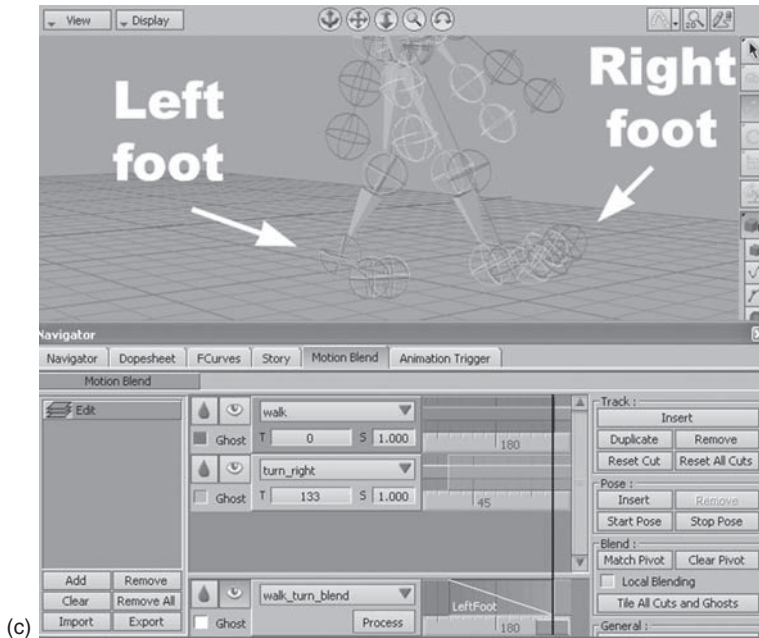 View
Display
Left
foot
Right
foot
Navigator
Navigator
Dopesheet
FCurves
Story
Motion Blend
Animation Trigger
Motion Blend
Edit
walk
Ghost
T
0
S
1.000
180
turn_right
Ghost
T
133
S
1.000
45
walk_turn_blend
Ghost
Process
LeftFoot
180
Add
Remove
Clear
Remove All
Import
Export
Track :
Insert
Duplicate
Remove
Reset Cut
Reset All Cuts
Pose :
Insert
Remove
Start Pose
Stop Pose
Blend :
Match Pivot
Clear Pivot
Local Blending
Tile All Cuts and Ghosts
General :
(c)